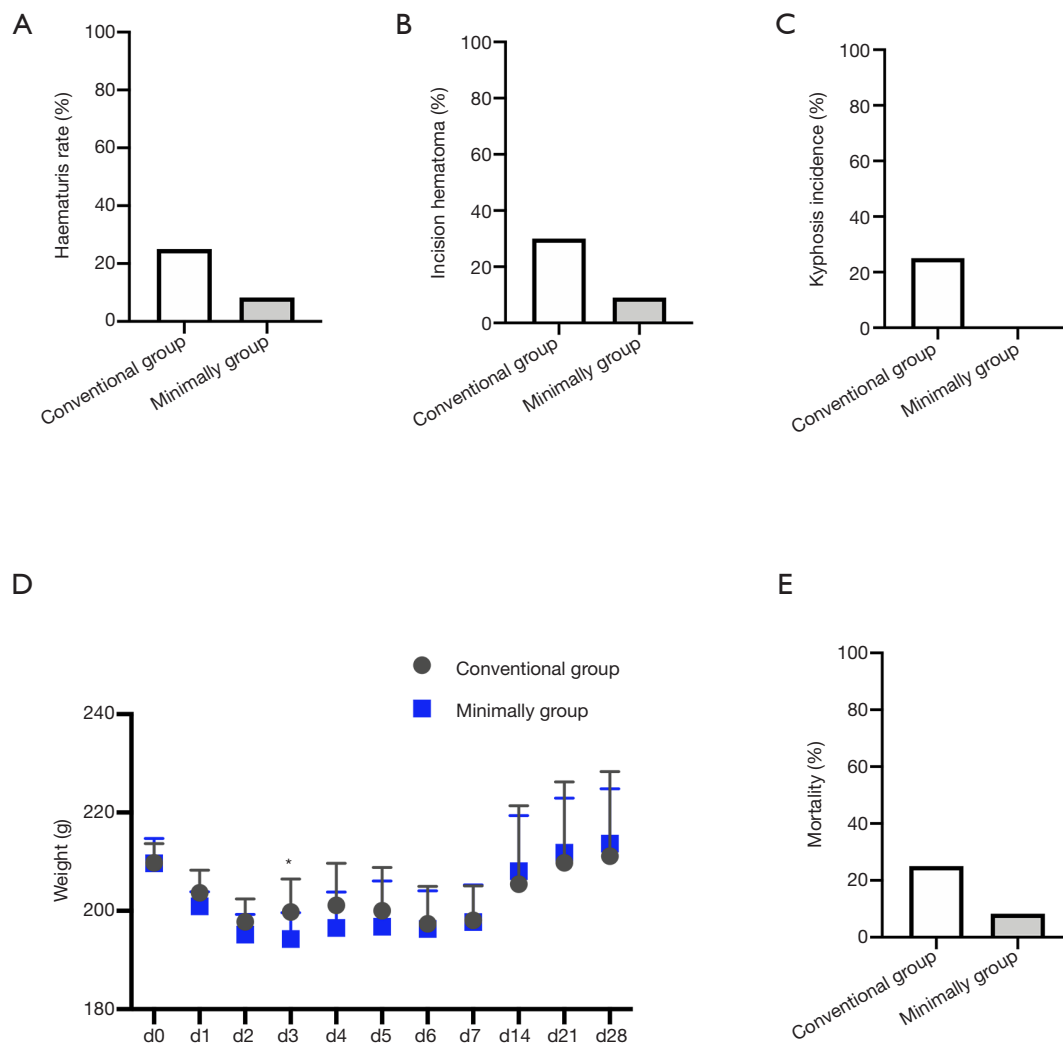 A
100
80
60
40
20
0
Haematuris rate (%)
Conventional group
Minimally group
B
100
80
60
40
20
0
Incision hematoma (%)
Conventional group
Minimally group
C
100
80
60
40
20
0
Kyphosis incidence (%)
Conventional group
Minimally group
D
Conventional group
Minimally group
240
220
200
180
Weight (g)
*
d0 d1 d2 d3 d4 d5 d6 d7 d14 d21 d28
E
100
80
60
40
20
0
Mortality (%)
Conventional group
Minimally group